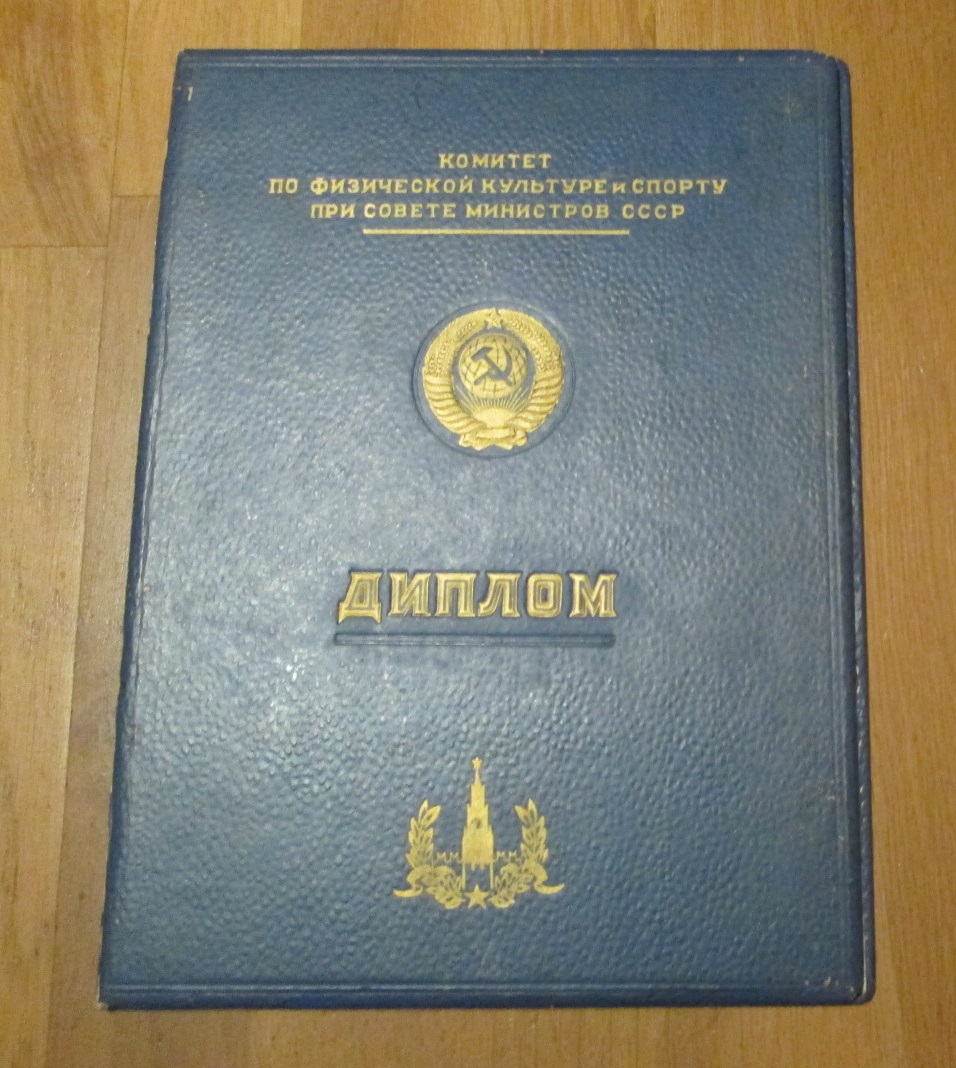 КОМИТЕТ
ПО ФИЗИЧЕСКОЙ КУЛЬТУРЕ и СПОРТУ
ПРИ СОВЕТЕ МИНИСТРОВ СССР
ДИПЛОМ